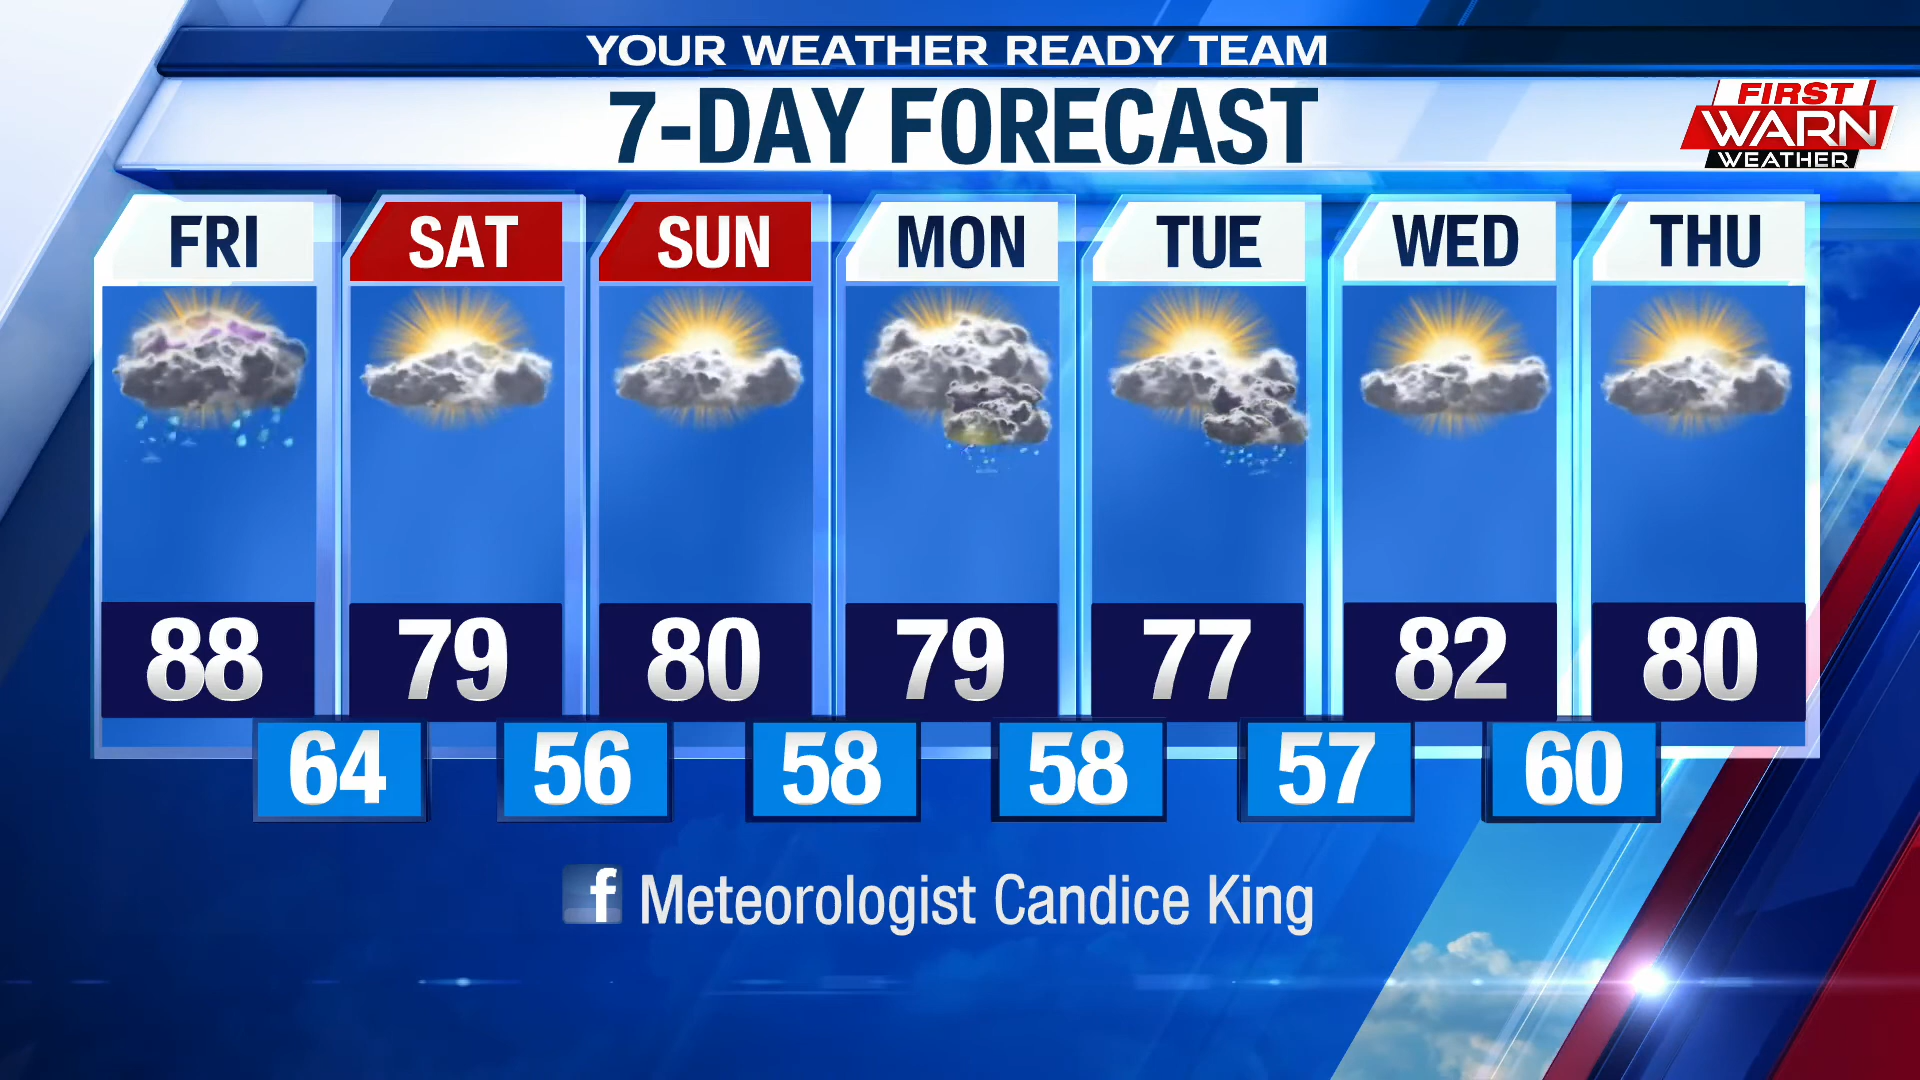 YOUR WEATHER READY TEAM
7-DAY FORECAST
FIRST
WARN
WEATHER
FRI SAT SUN MON TUE WED THU
88 79 80 79 77 82 80
64 56 58 58 57 60
f Meteorologist Candice King